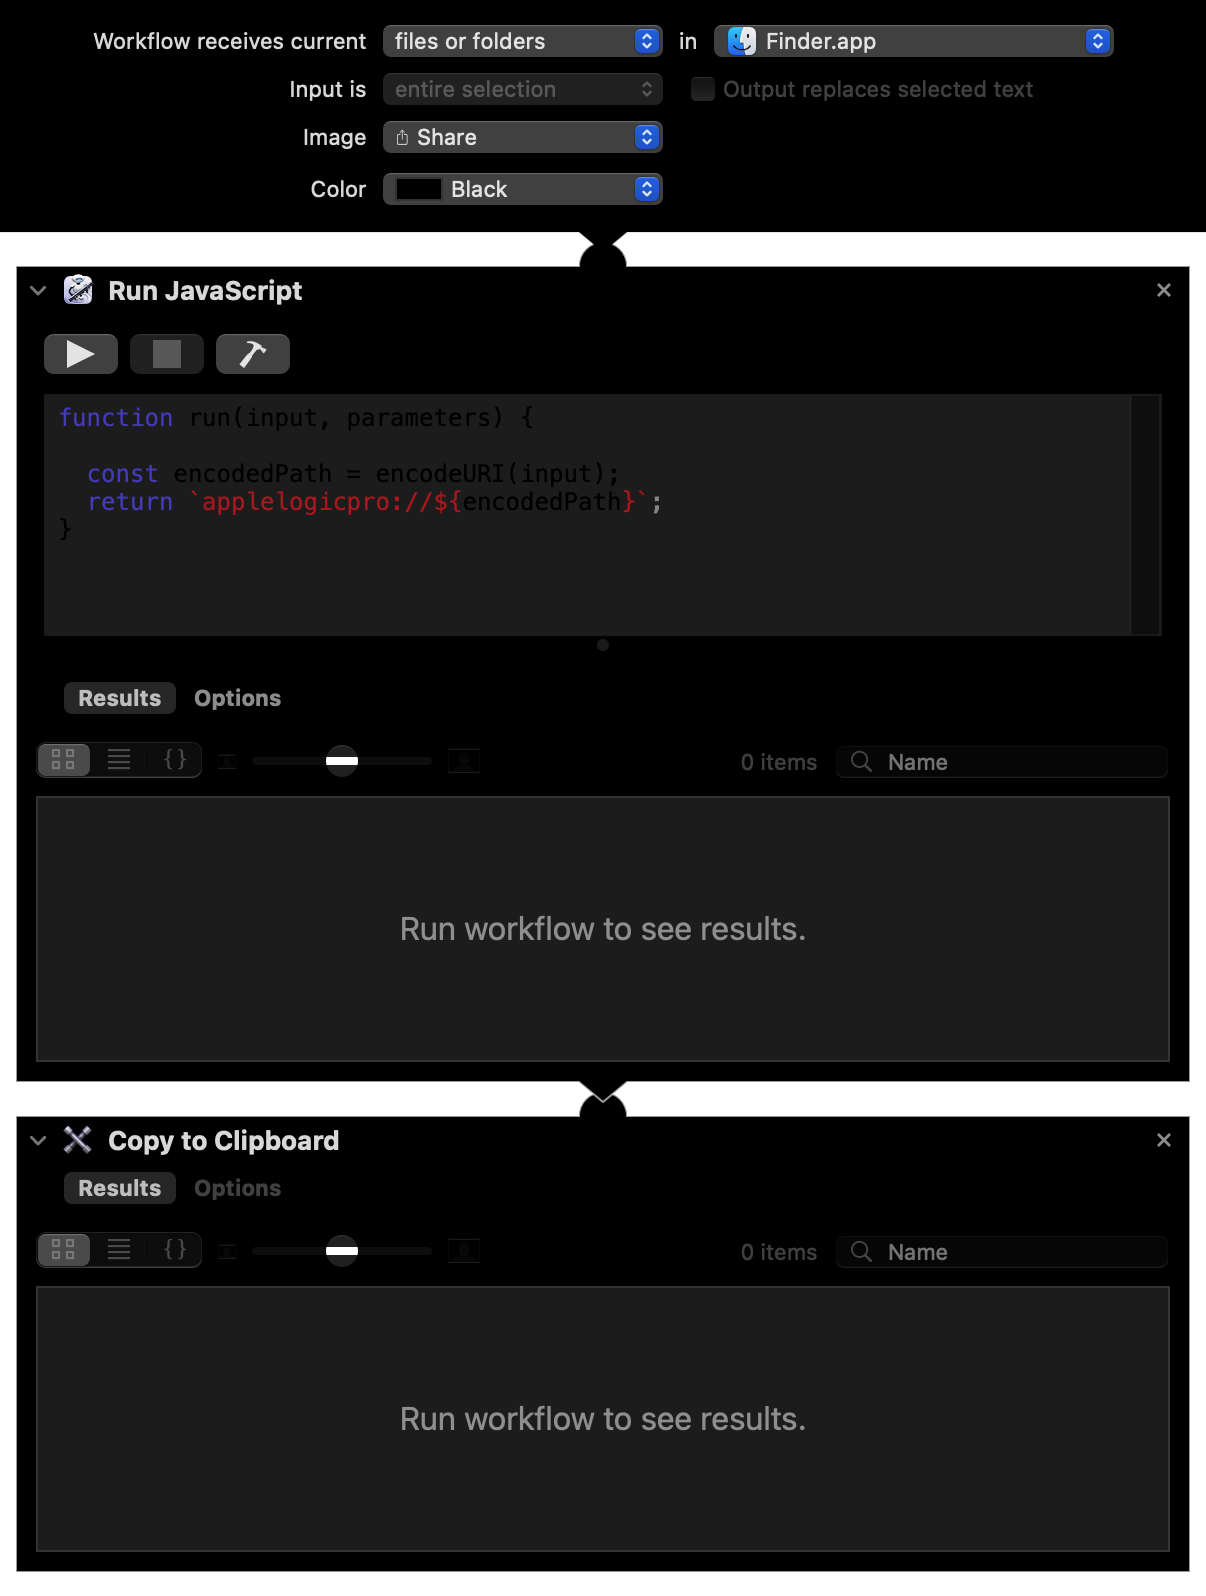 Workflow receives current files or folders in Finder.app
Input is entire selection Output replaces selected text
Image Share
Color Black
Run JavaScript
function run(input, parameters) {
const encodedPath = encodeURI(input);
return `applelogicpro://${encodedPath}`;
}
Results Options
{} 0 items Name
Run workflow to see results.
Copy to Clipboard
Results Options
{} 0 items Name
Run workflow to see results.